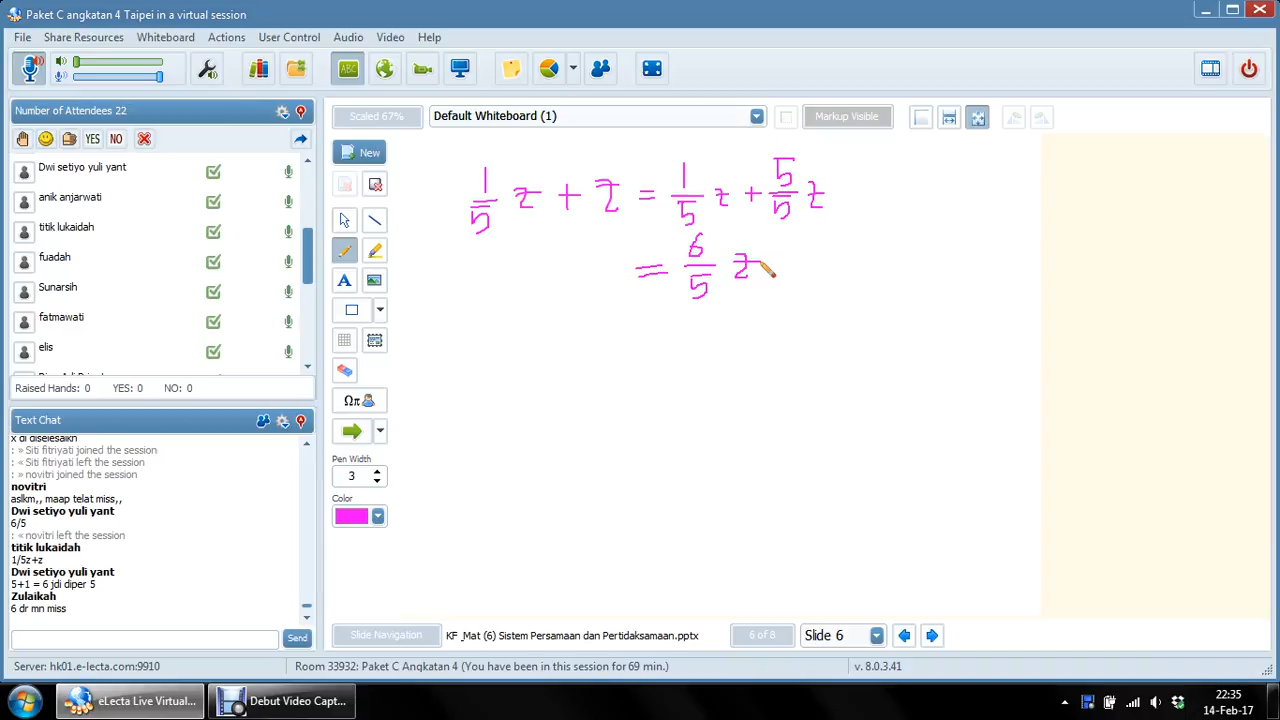 Paket C angkatan 4 Taipei in a virtual session
File Share Resources Whiteboard Actions User Control Audio Video Help
Number of Attendees 22
YES NO
Dwi setiyo yuli yant
anik anjarwati
titik lukaidah
fuadah
Sunarsih
fatmawati
elis
Raised Hands: 0 YES: 0 NO: 0
Text Chat
x di diselesaikn
: » Siti fitriyati joined the session
: « Siti fitriyati left the session
: » novitri joined the session
novitri
aslkm,, maap telat miss,,
Dwi setiyo yuli yant
6/5
: « novitri left the session
titik lukaidah
1/5z+z
Dwi setiyo yuli yant
5+1 = 6 jdi diper 5
Zulaikah
6 dr mn miss
Send
Scaled 67% Default Whiteboard (1) Markup Visible
New
ABC
A
Ωπ
Pen Width
3
Color
1/5 z + z = 1/5 z + 5/5 z
= 6/5 z
Slide Navigation KF_Mat (6) Sistem Persamaan dan Pertidaksamaan.pptx 6 of 8 Slide 6
Server: hk01.e-lecta.com:9910 Room 33932: Paket C Angkatan 4 (You have been in this session for 69 min.) v. 8.0.3.41
eLecta Live Virtual... Debut Video Capt... 22:35
14-Feb-17